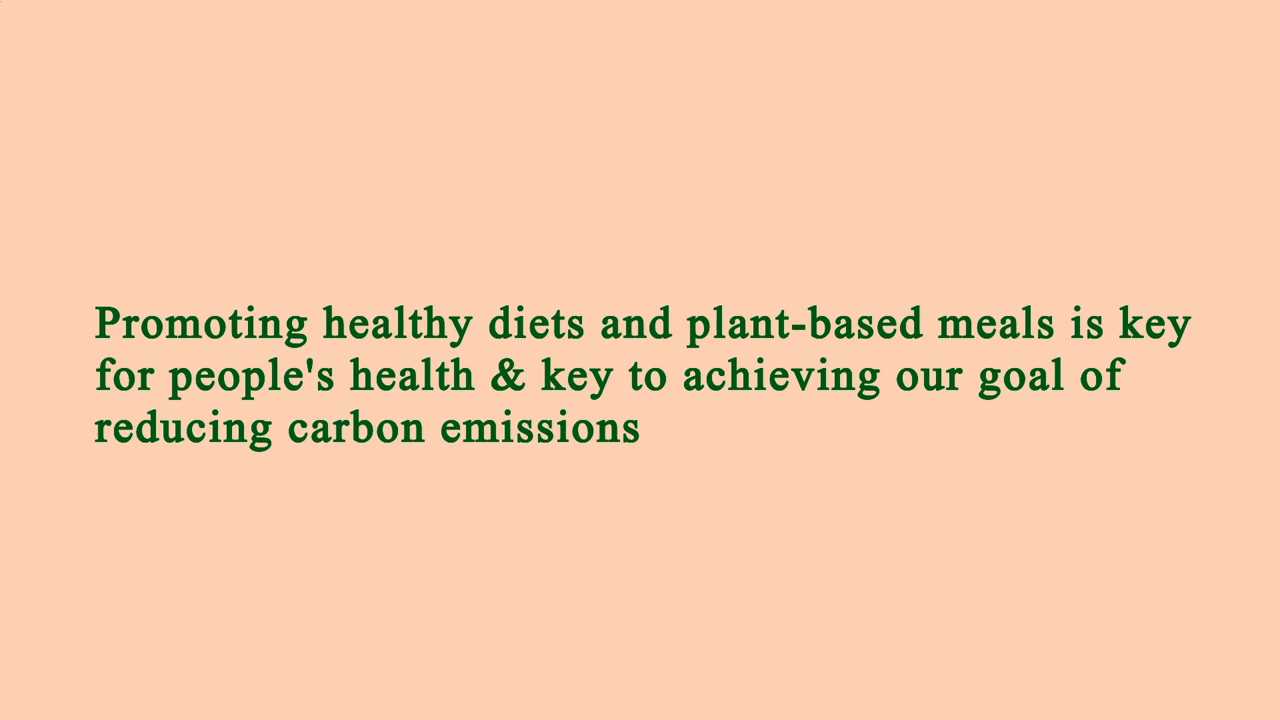 Promoting healthy diets and plant-based meals is key
for people's health & key to achieving our goal of
reducing carbon emissions